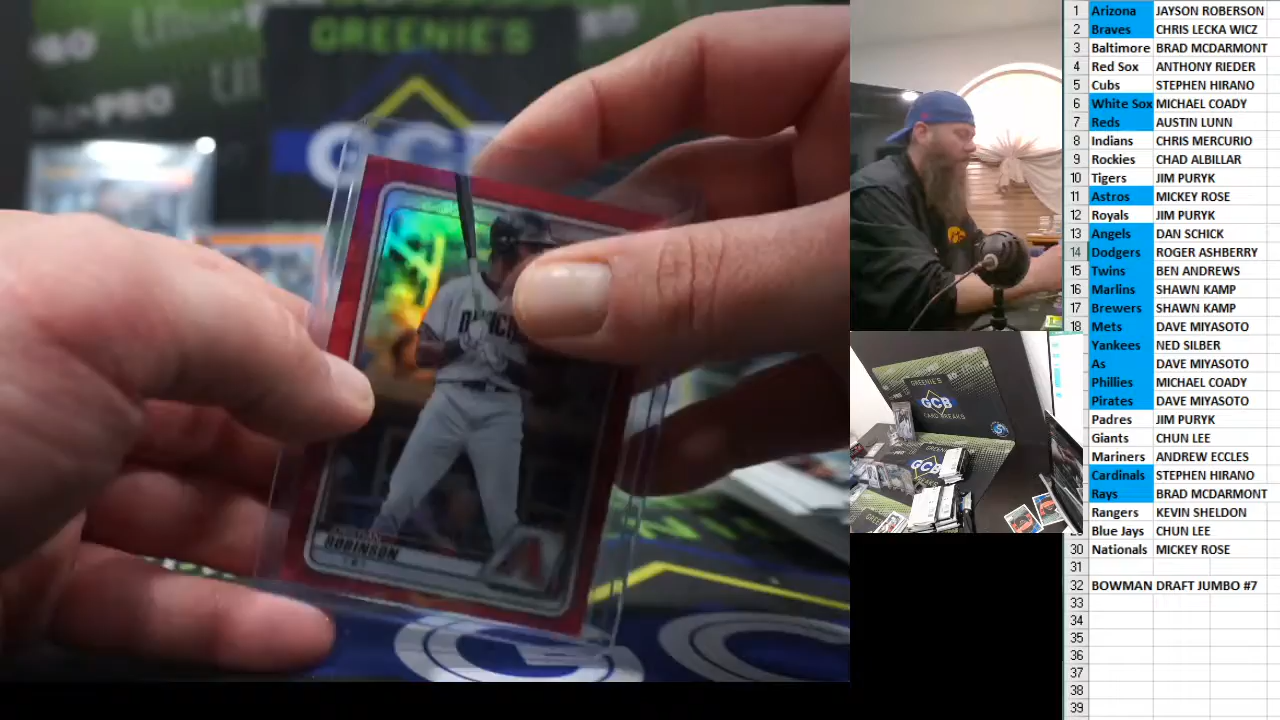 GREENIE'S
GCB
PRO
ROBINSON
A
GREENIE'S
GCB
CARD BREAKS
GCB
1 Arizona JAYSON ROBERSON
2 Braves CHRIS LECKA WICZ
3 Baltimore BRAD MCDARMONT
4 Red Sox ANTHONY RIEDER
5 Cubs STEPHEN HIRANO
6 White Sox MICHAEL COADY
7 Reds AUSTIN LUNN
8 Indians CHRIS MERCURIO
9 Rockies CHAD ALBILLAR
10 Tigers JIM PURYK
11 Astros MICKEY ROSE
12 Royals JIM PURYK
13 Angels DAN SCHICK
14 Dodgers ROGER ASHBERRY
15 Twins BEN ANDREWS
16 Marlins SHAWN KAMP
17 Brewers SHAWN KAMP
18 Mets DAVE MIYASOTO
Yankees NED SILBER
As DAVE MIYASOTO
Phillies MICHAEL COADY
Pirates DAVE MIYASOTO
Padres JIM PURYK
Giants CHUN LEE
Mariners ANDREW ECCLES
Cardinals STEPHEN HIRANO
Rays BRAD MCDARMONT
Rangers KEVIN SHELDON
Blue Jays CHUN LEE
30 Nationals MICKEY ROSE
31
32 BOWMAN DRAFT JUMBO #7
33
34
35
36
37
38
39